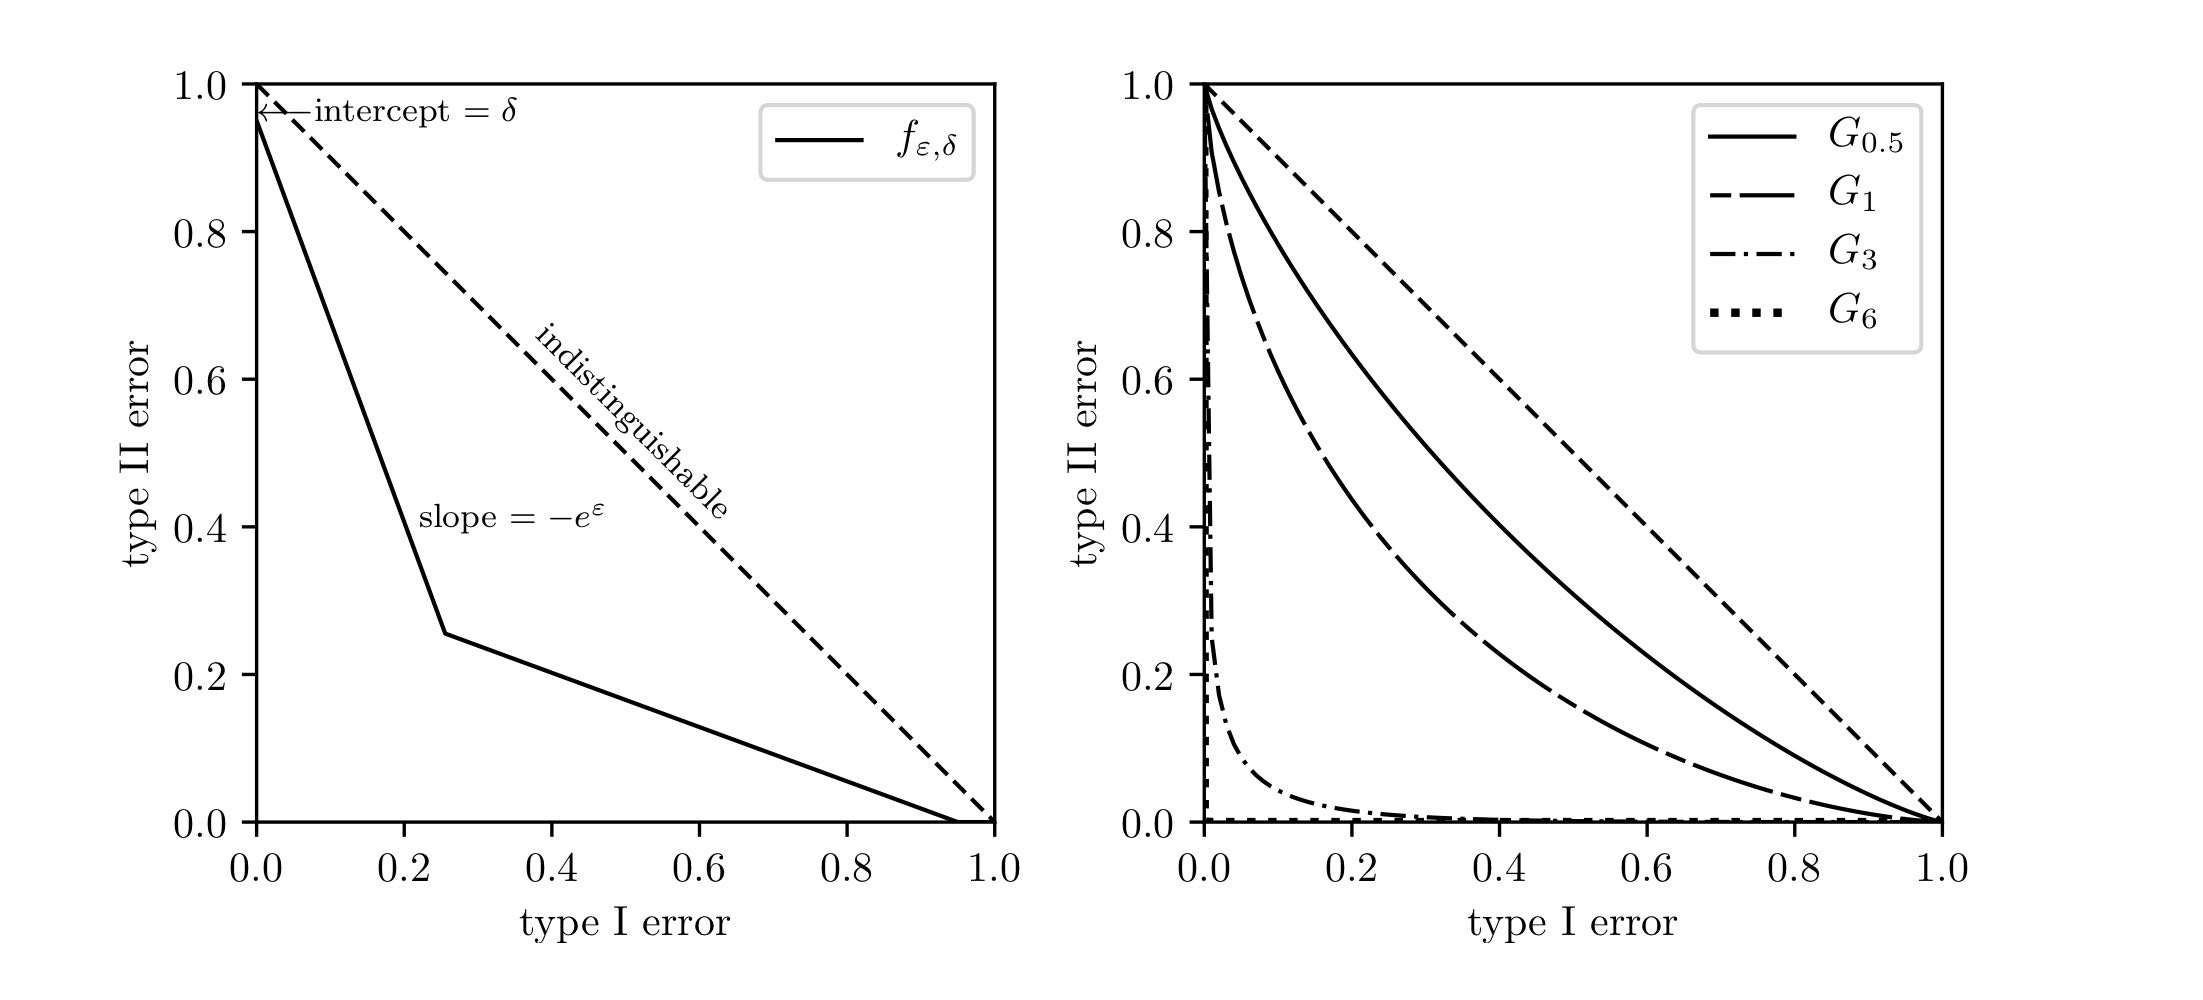 1.0
0.8
0.6
0.4
0.2
0.0
type II error
intercept = δ
f_{ε,δ}
indistinguishable
slope = −e^ε
0.0 0.2 0.4 0.6 0.8 1.0
type I error
1.0
0.8
0.6
0.4
0.2
0.0
type II error
G_{0.5}
G_1
G_3
G_6
0.0 0.2 0.4 0.6 0.8 1.0
type I error